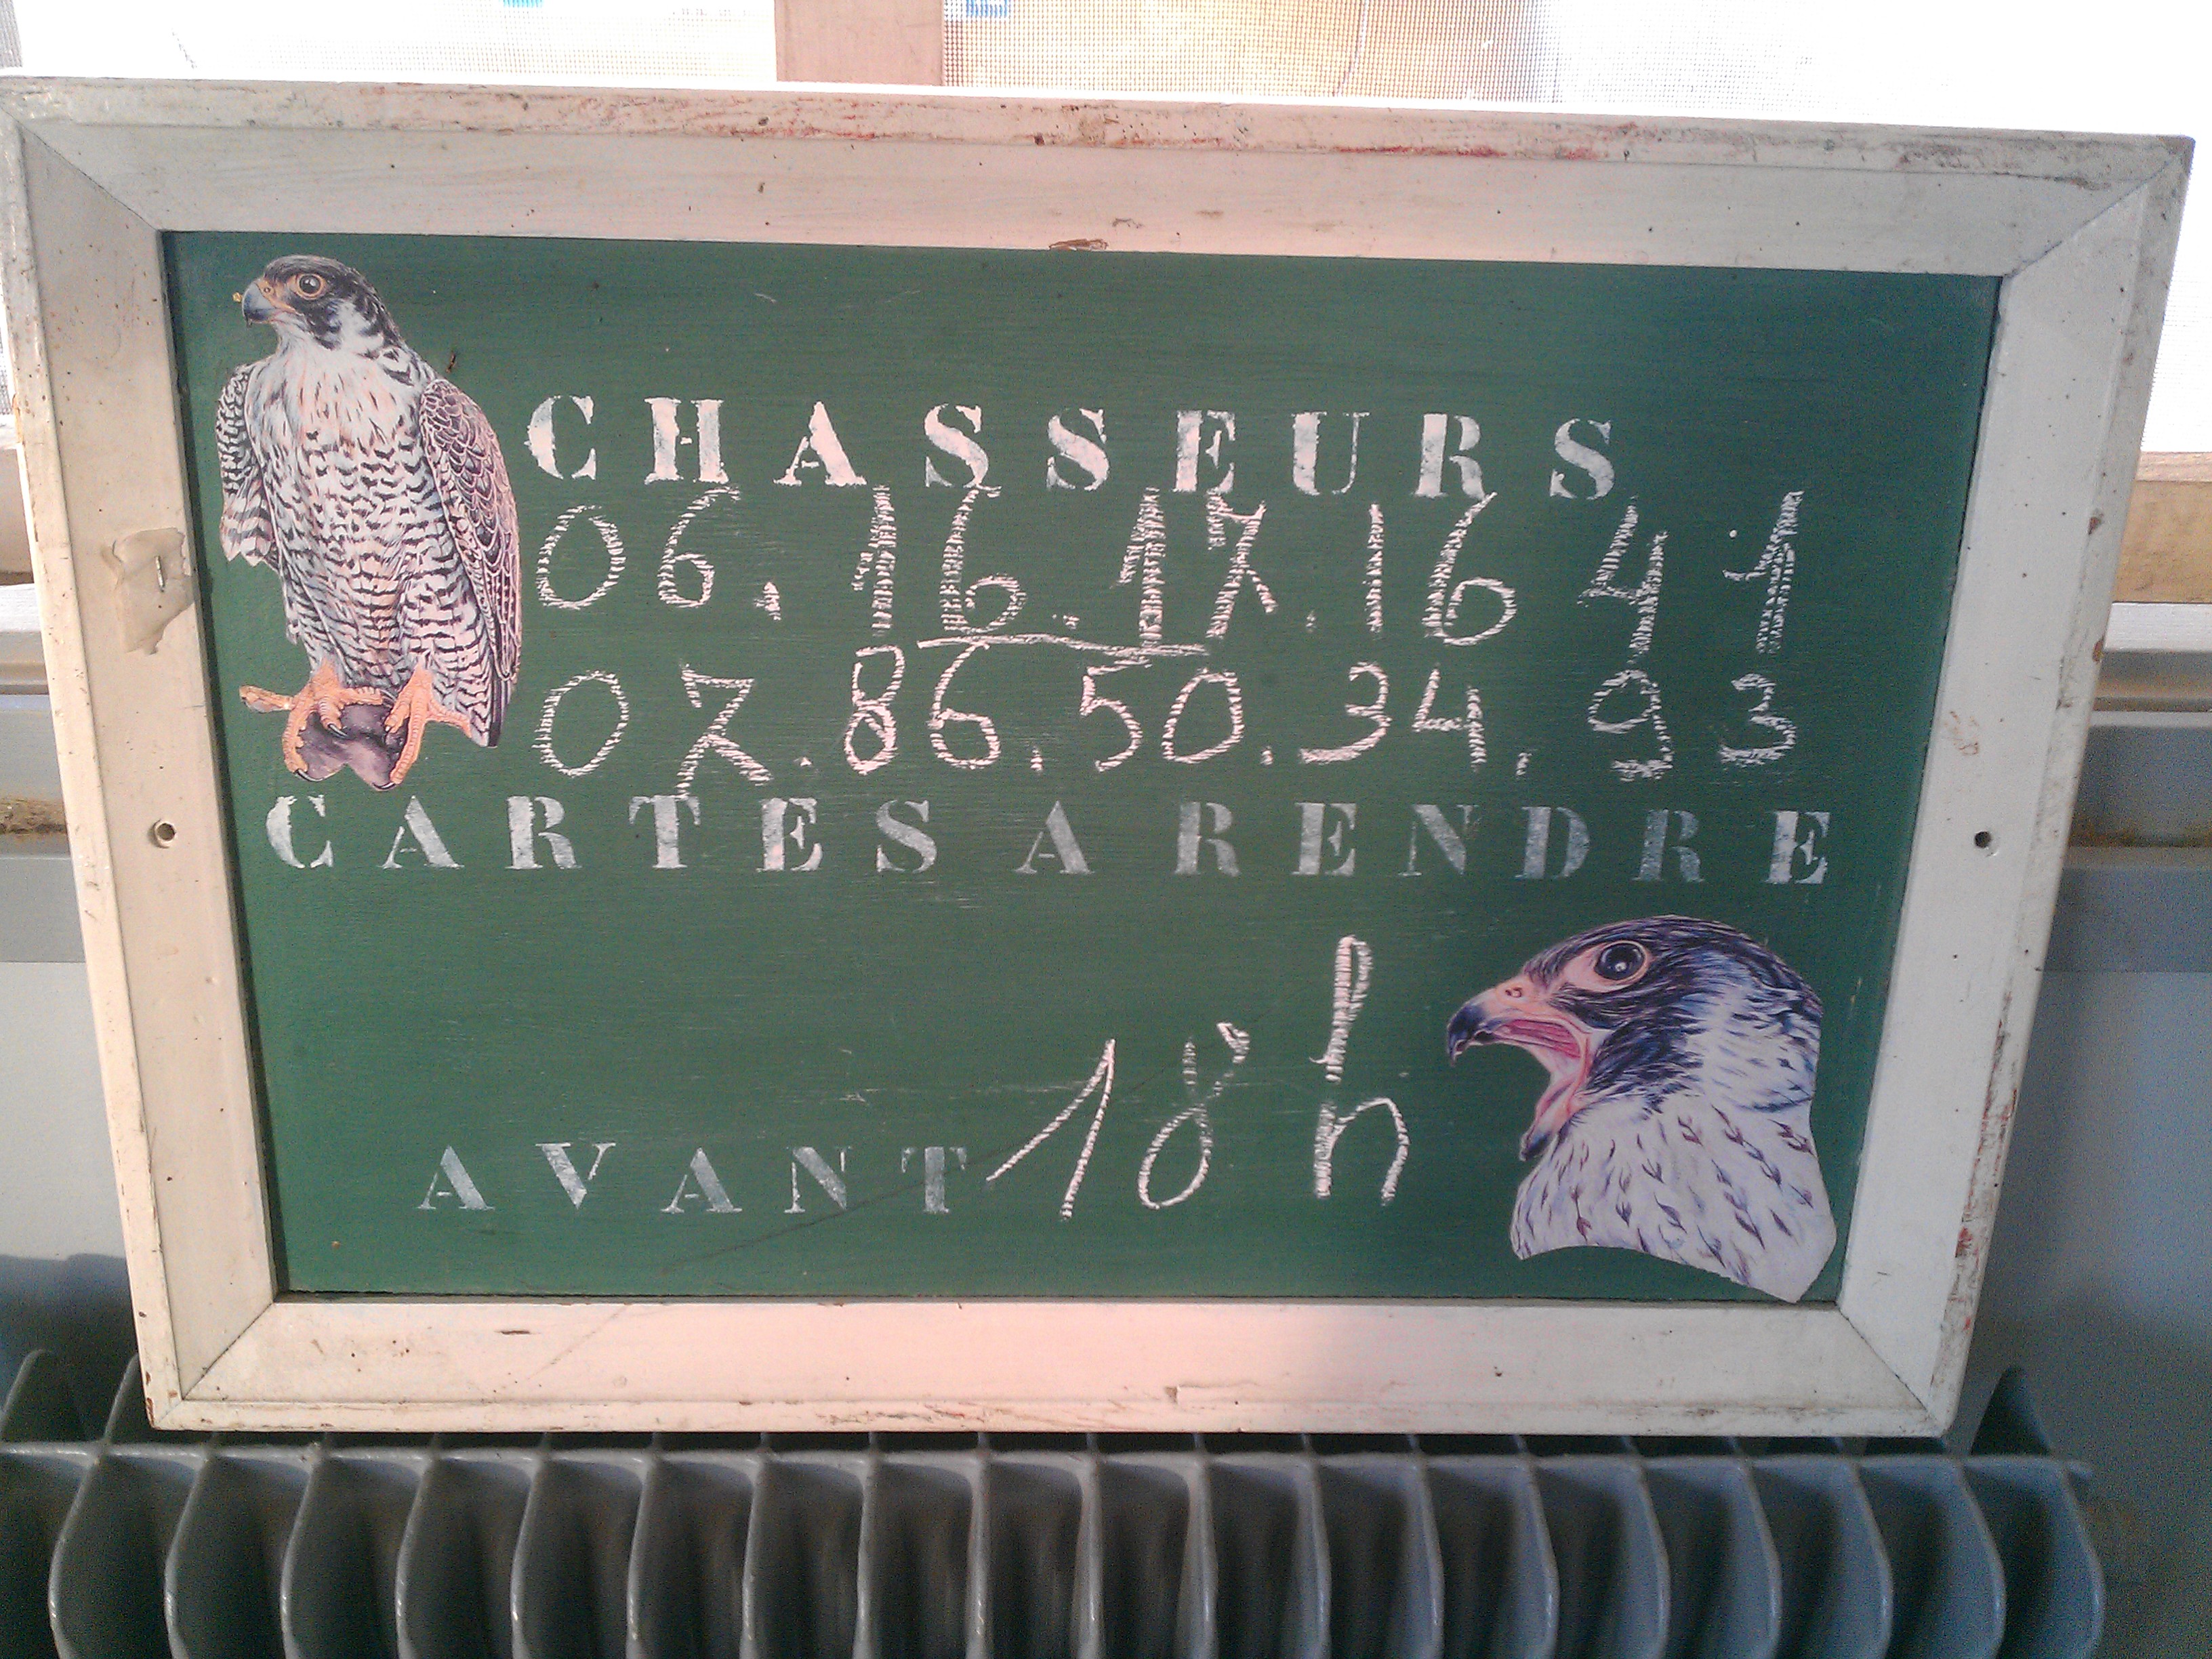 CHASSEURS
06.16.17.16 41
07.86.50.34.93
CARTES A RENDRE
AVANT 18h